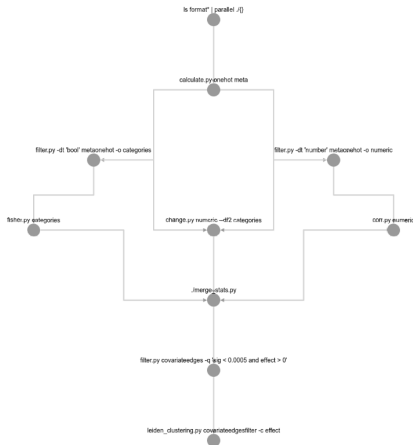 ls format* | parallel ./{}
calculate.py onehot meta
filter.py -dt 'bool' metaonehot -o categories
filter.py -dt 'number' metaonehot -o numeric
fisher.py categories
change.py numeric --df2 categories
corr.py numeric
./merge-stats.py
filter.py covariateedges -q 'sig < 0.0005 and effect > 0'
leiden_clustering.py covariateedgesfilter -c effect